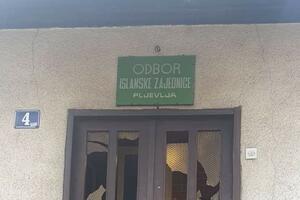 ODBOR
ISLAMSKE ZAJEDNICE
PLJEVLJA
4